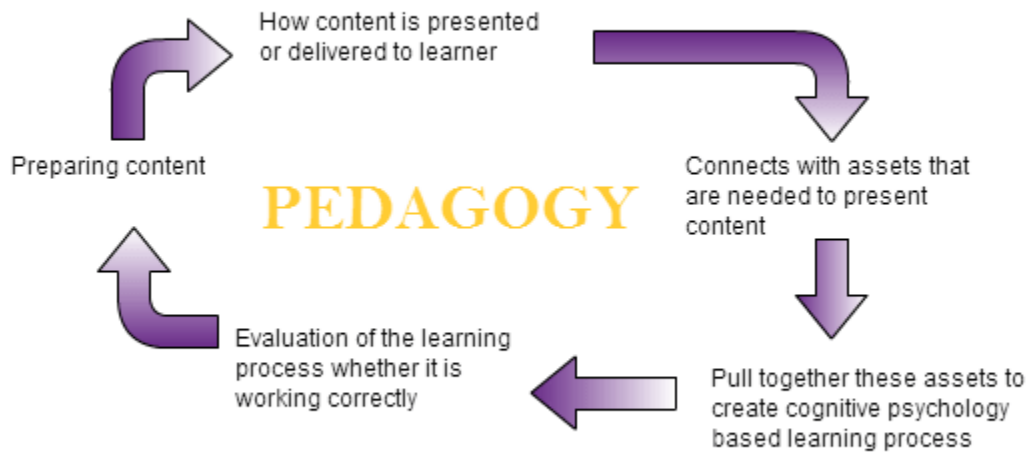 How content is presented
or delivered to learner
Preparing content
PEDAGOGY
Connects with assets that
are needed to present
content
Evaluation of the learning
process whether it is
working correctly
Pull together these assets to
create cognitive psychology
based learning process